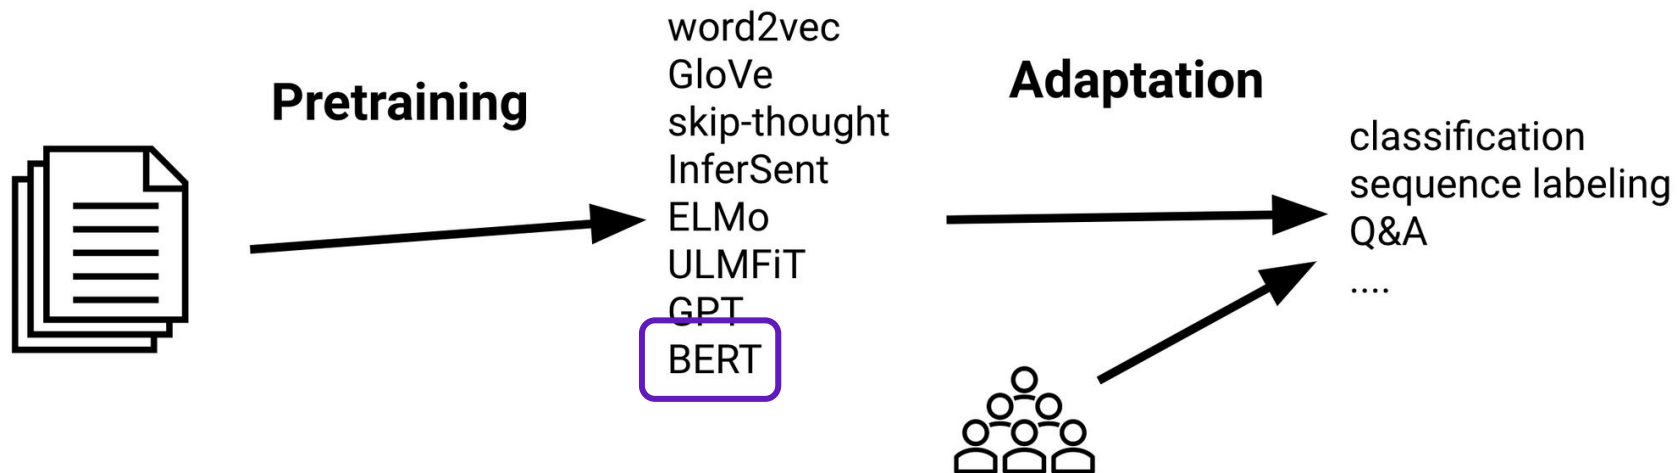 Pretraining
word2vec
GloVe
skip-thought
InferSent
ELMo
ULMFiT
GPT
BERT
Adaptation
classification
sequence labeling
Q&A
....